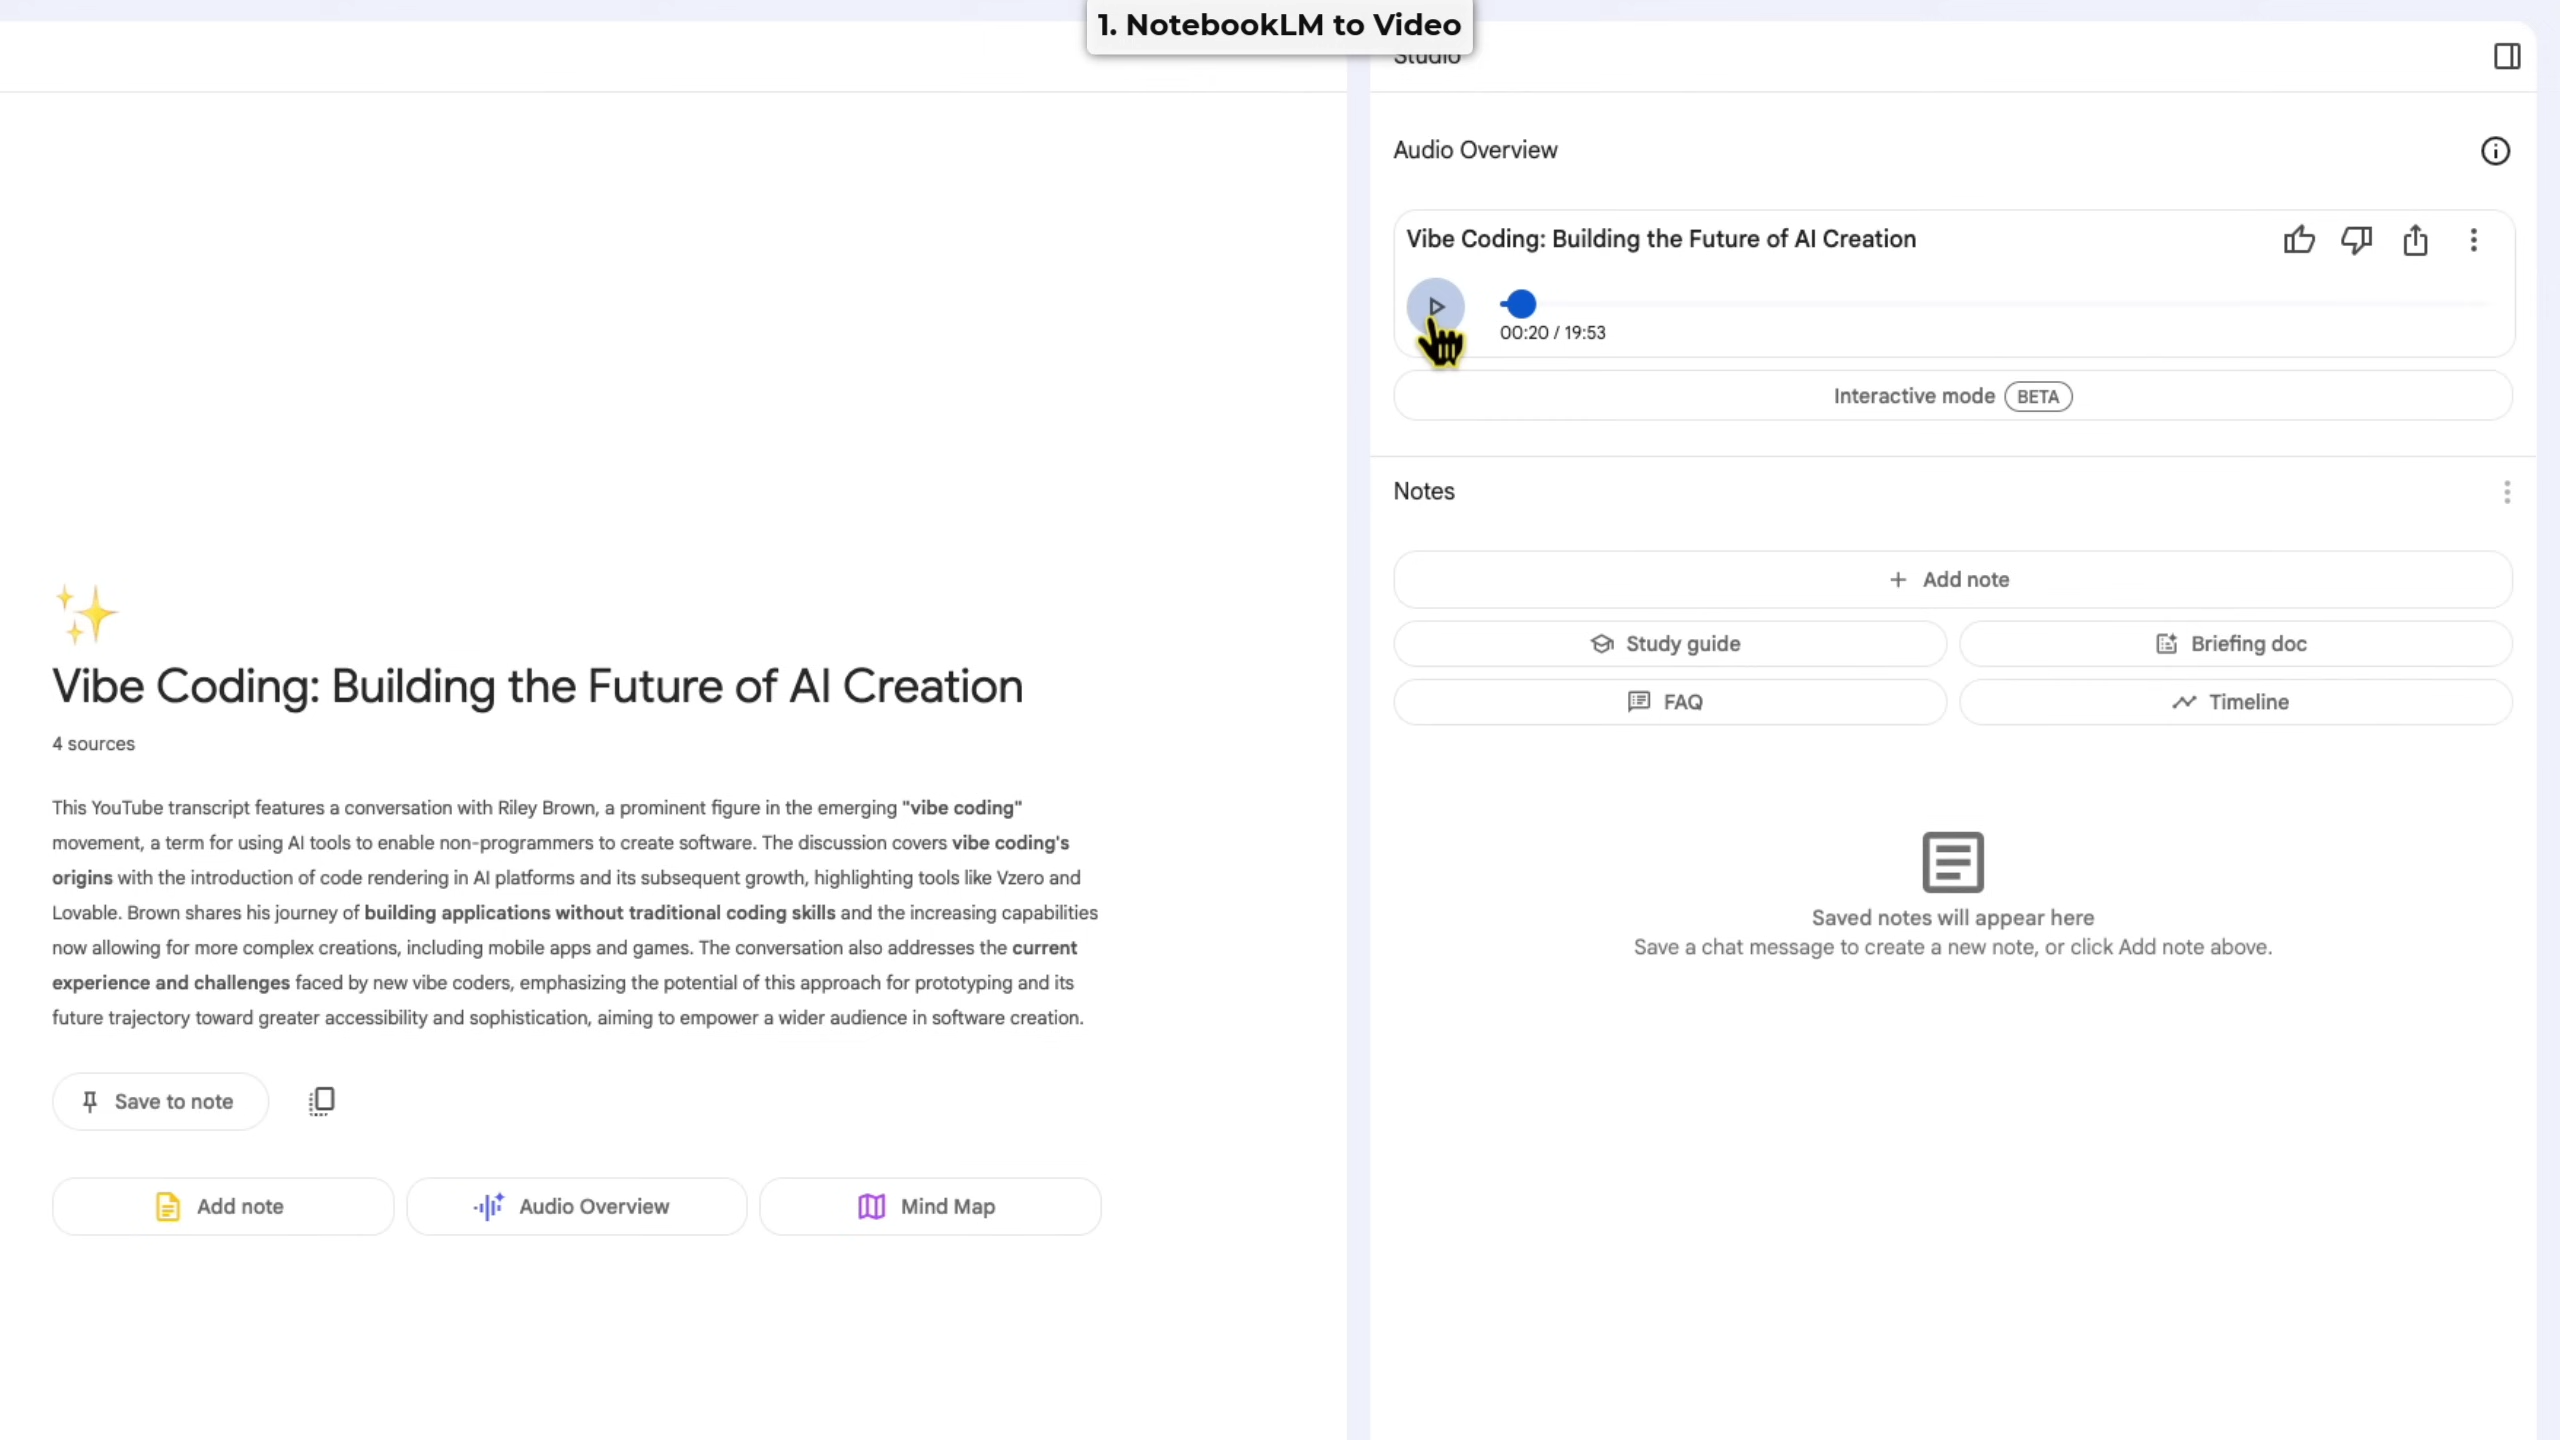 1. NotebookLM to Video
Studio
Audio Overview
Vibe Coding: Building the Future of AI Creation
00:20 / 19:53
Interactive mode BETA
Notes
+ Add note
Study guide
Briefing doc
FAQ
Timeline
Saved notes will appear here
Save a chat message to create a new note, or click Add note above.
Vibe Coding: Building the Future of AI Creation
4 sources
This YouTube transcript features a conversation with Riley Brown, a prominent figure in the emerging "vibe coding"
movement, a term for using AI tools to enable non-programmers to create software. The discussion covers vibe coding's
origins with the introduction of code rendering in AI platforms and its subsequent growth, highlighting tools like Vzero and
Lovable. Brown shares his journey of building applications without traditional coding skills and the increasing capabilities
now allowing for more complex creations, including mobile apps and games. The conversation also addresses the current
experience and challenges faced by new vibe coders, emphasizing the potential of this approach for prototyping and its
future trajectory toward greater accessibility and sophistication, aiming to empower a wider audience in software creation.
Save to note
Add note
Audio Overview
Mind Map